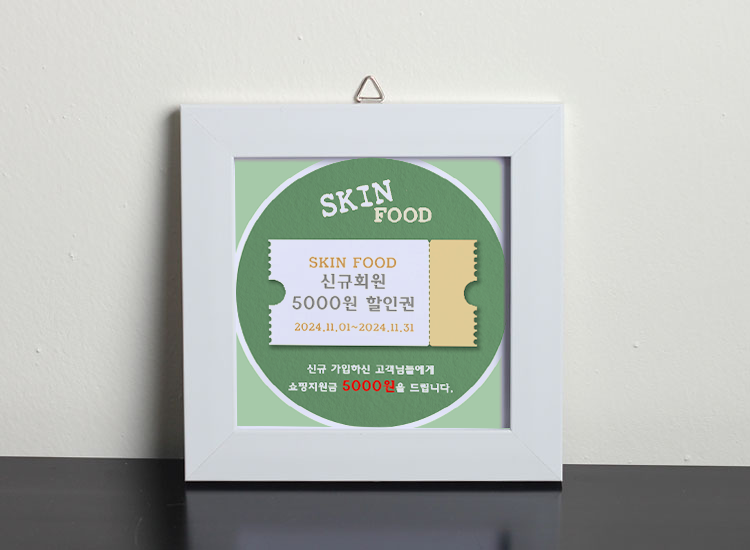 SKIN
FOOD
SKIN FOOD
신규회원
5000원 할인권
2024.11.01~2024.11.31
신규 가입하신 고객님들에게
쇼핑지원금 5000원을 드립니다.